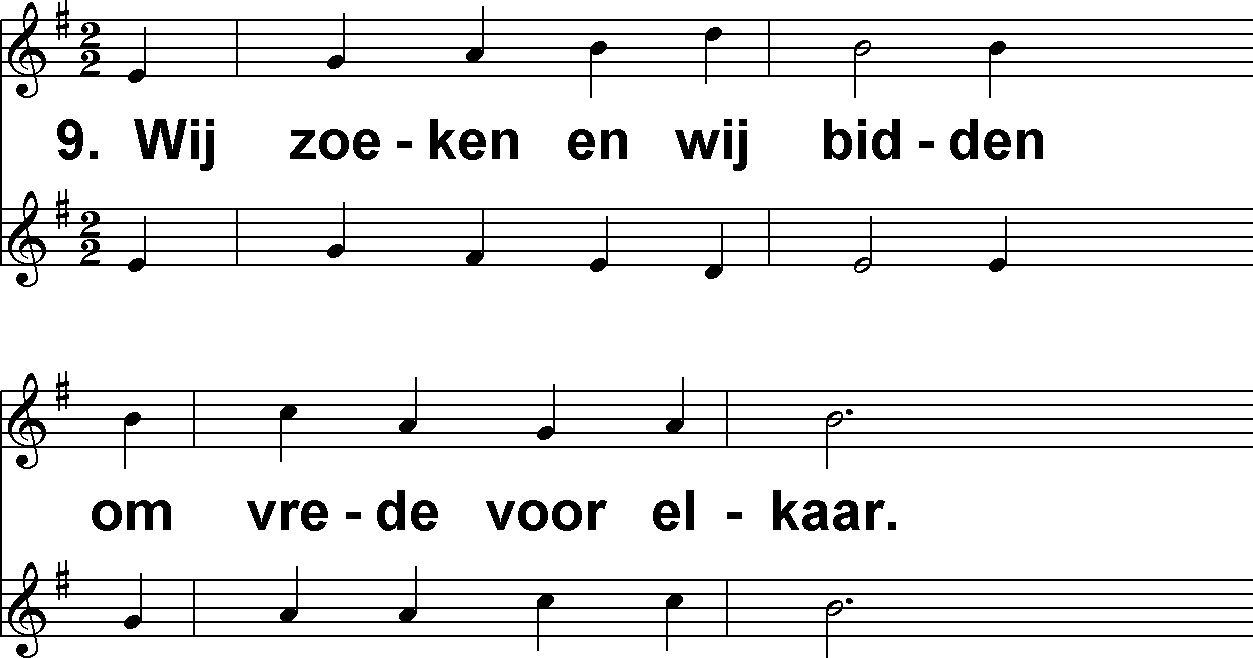 9. Wij zoe - ken en wij bid - den
om vre - de voor el - kaar.